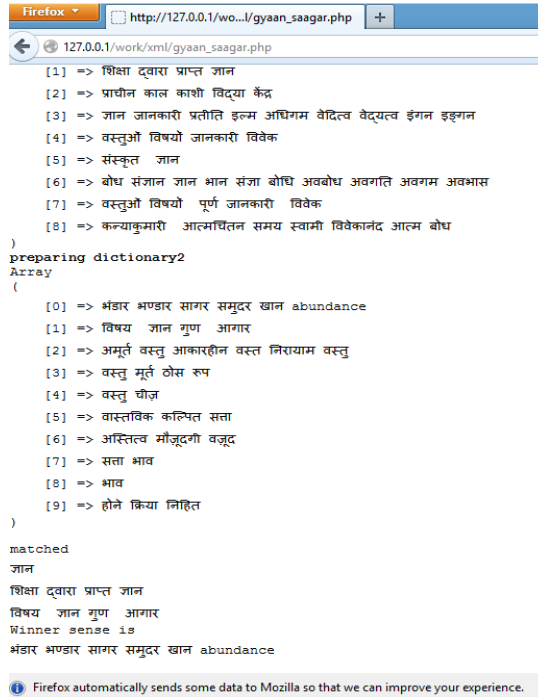 Firefox
http://127.0.0.1/wo...l/gyaan_saagar.php
127.0.0.1/work/xml/gyaan_saagar.php
[1] => शिक्षा द्वारा प्राप्त ज्ञान
[2] => प्राचीन काल काशी विद्या केंद्र
[3] => ज्ञान जानकारी प्रतीति इल्म अधिगम वेदित्व वेद्यत्व इंगन इङ्गन
[4] => वस्तुओं विषयों जानकारी विवेक
[5] => संस्कृत ज्ञान
[6] => बोध संज्ञान ज्ञान भान संज्ञा बोधि अवबोध अवगति अवगम अवभास
[7] => वस्तुओं विषयों पूर्ण जानकारी विवेक
[8] => कन्याकुमारी आत्मचिंतन समय स्वामी विवेकानंद आत्म बोध
)
preparing dictionary2
Array
(
[0] => भंडार भण्डार सागर समुदर खान abundance
[1] => विषय ज्ञान गुण आगार
[2] => अमूर्त वस्तु आकारहीन वस्त निरायाम वस्तु
[3] => वस्तु मूर्त ठोस रुप
[4] => वस्तु चीज़
[5] => वास्तविक कल्पित सत्ता
[6] => अस्तित्व मौज़ूदगी वज़ूद
[7] => सत्ता भाव
[8] => भाव
[9] => होने क्रिया निहित
)
matched
ज्ञान
शिक्षा द्वारा प्राप्त ज्ञान
विषय ज्ञान गुण आगार
Winner sense is
भंडार भण्डार सागर समुदर खान abundance
Firefox automatically sends some data to Mozilla so that we can improve your experience.